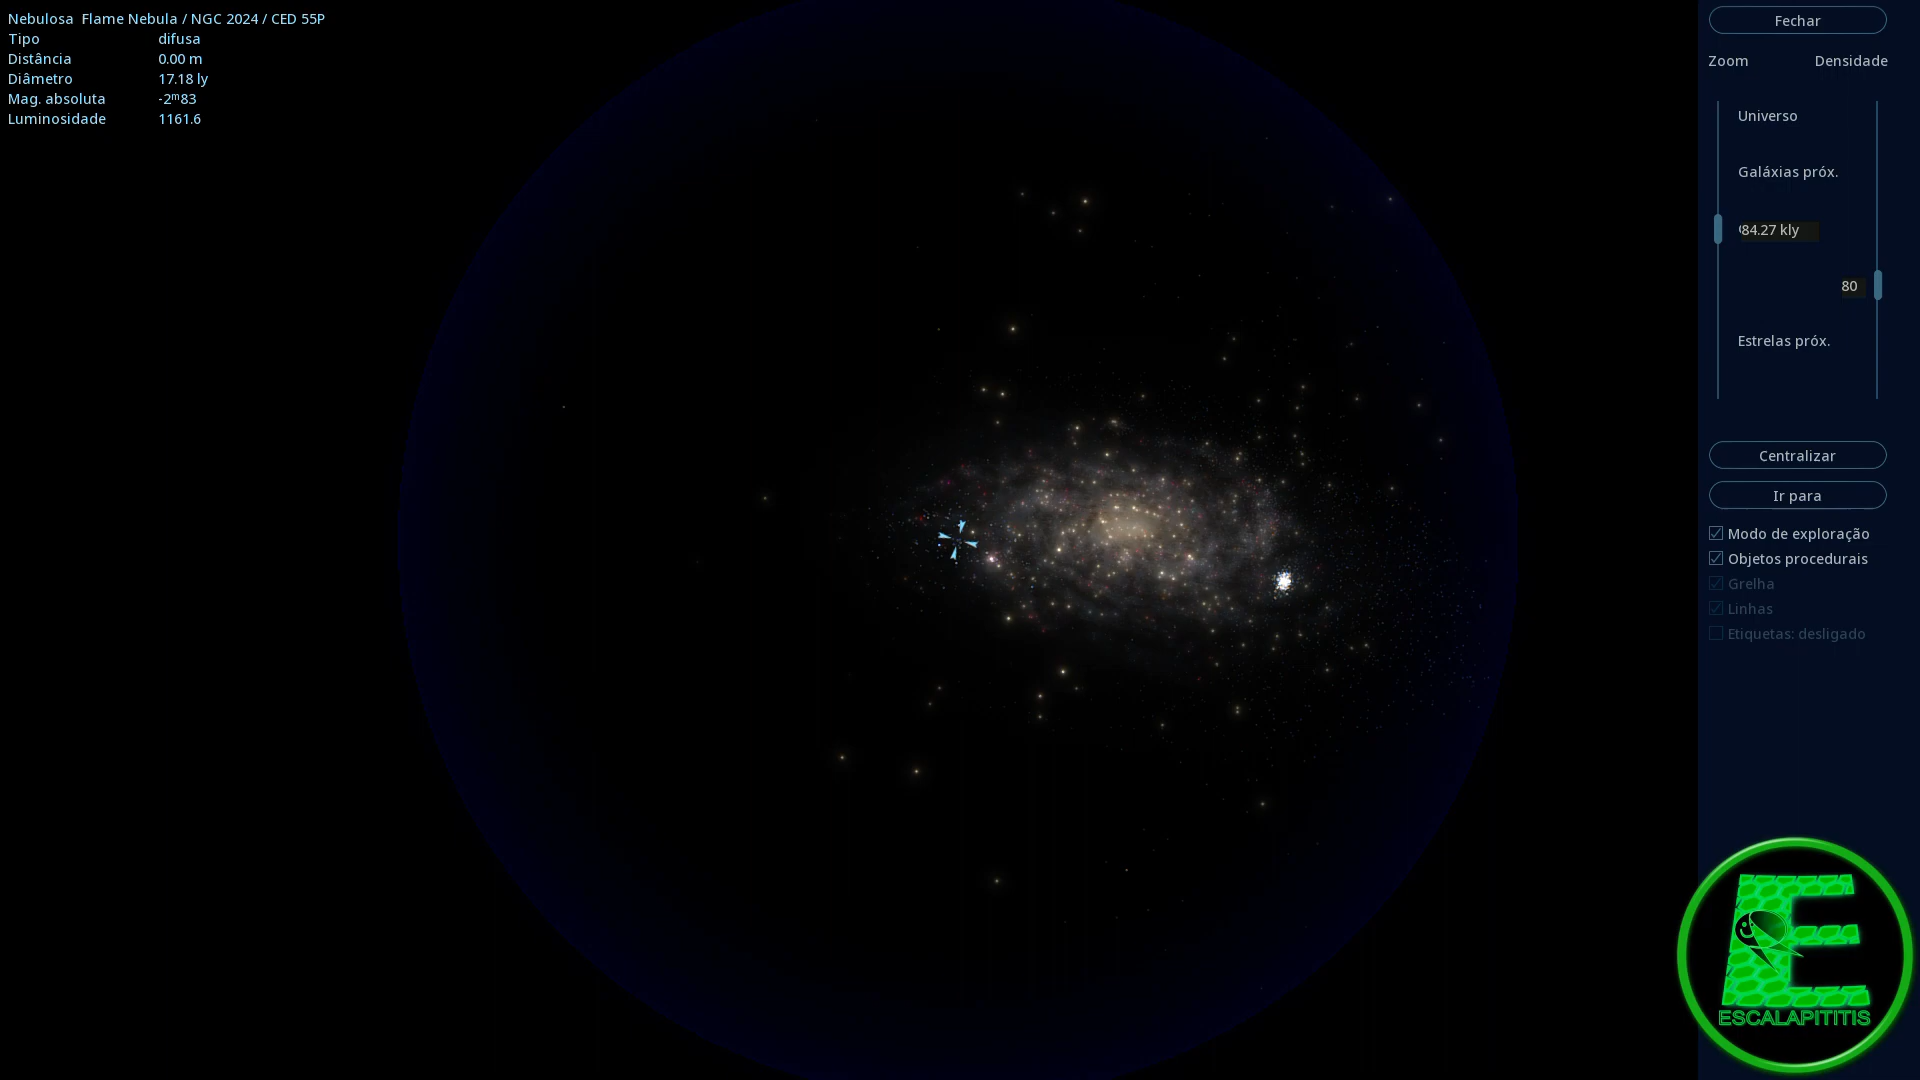 Nebulosa  Flame Nebula / NGC 2024 / CED 55P
Tipo difusa
Distância 0.00 m
Diâmetro 17.18 ly
Mag. absoluta -2ᵐ83
Luminosidade 1161.6
Fechar
Zoom Densidade
Universo
Galáxias próx.
84.27 kly
80
Estrelas próx.
Centralizar
Ir para
Modo de exploração
Objetos procedurais
Grelha
Linhas
Etiquetas: desligado
E
ESCALAPITITIS